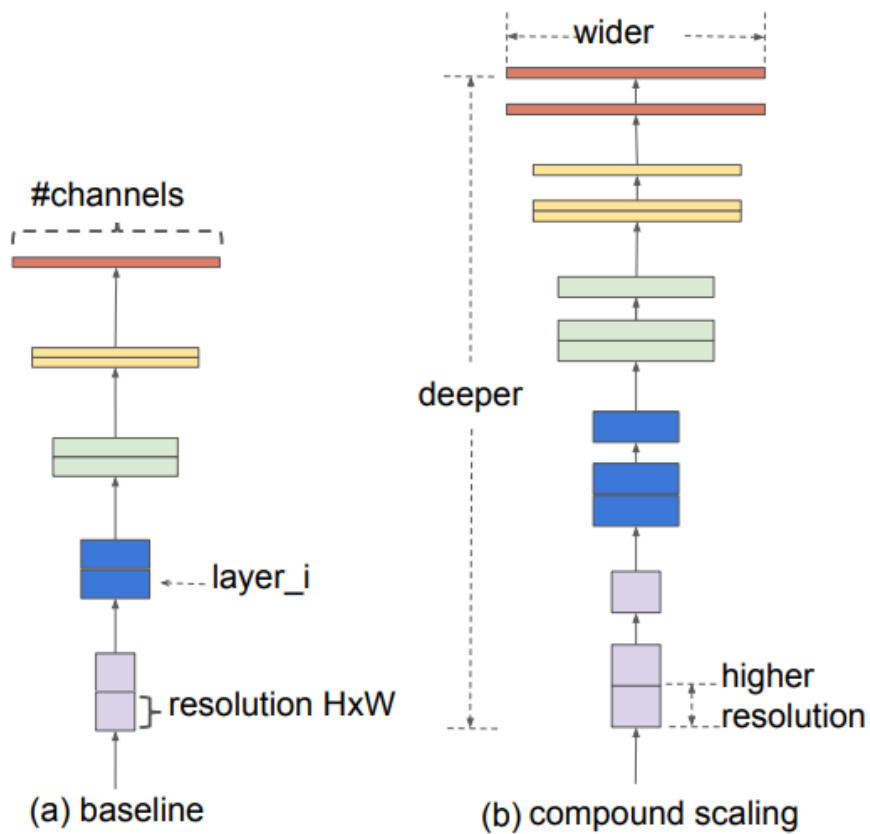 wider
#channels
deeper
layer_i
higher
resolution
resolution HxW
(a) baseline
(b) compound scaling